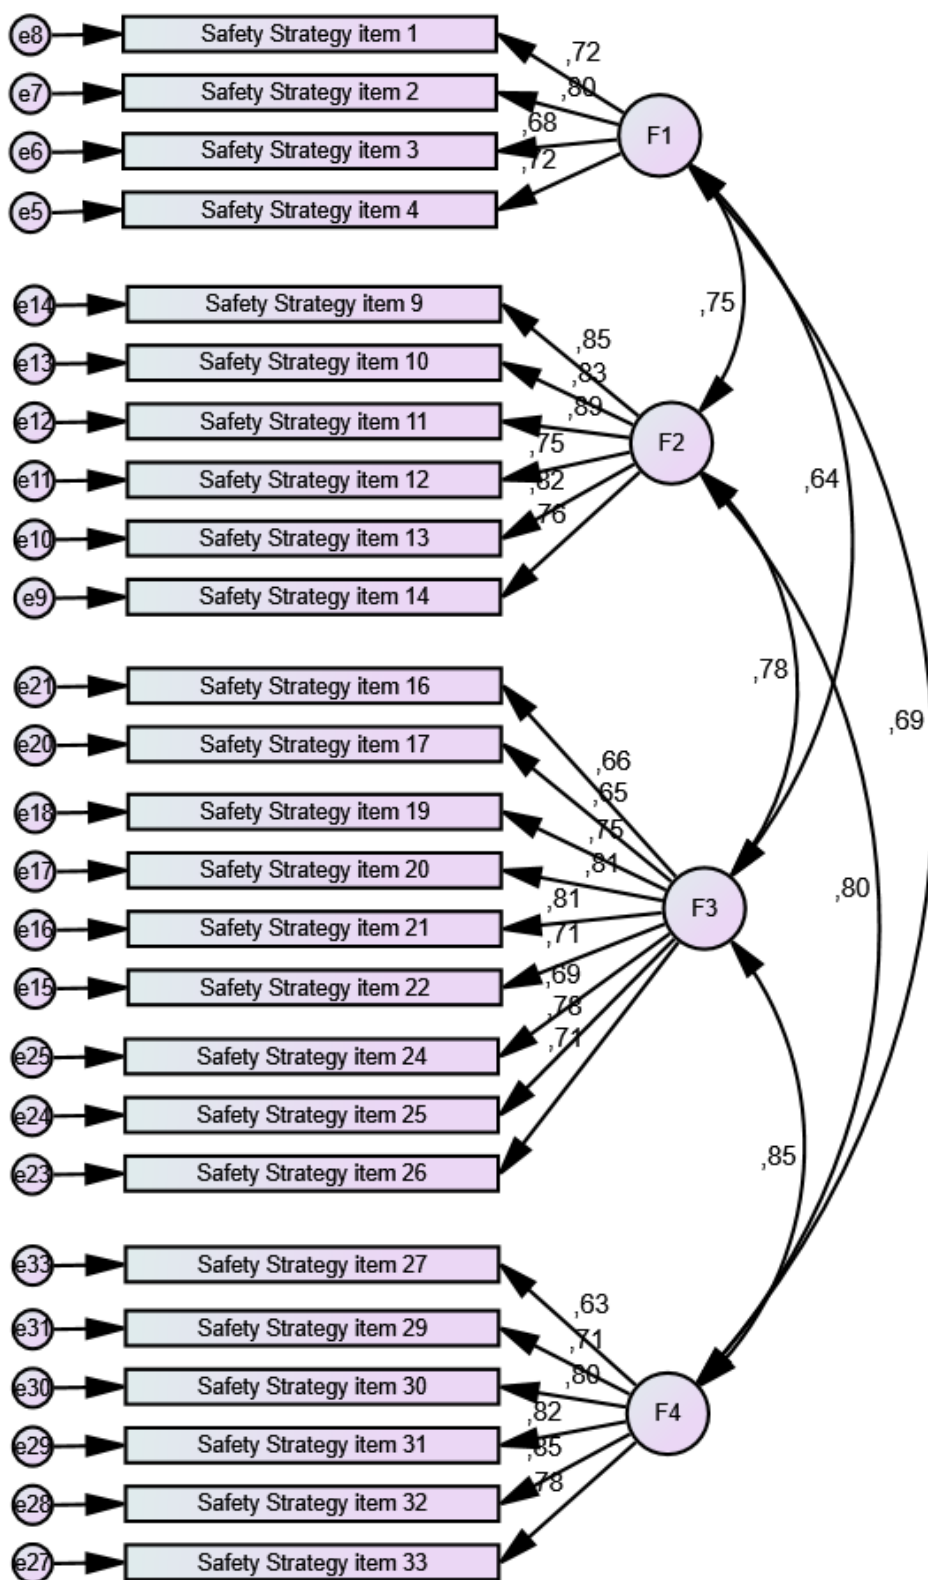 e8 Safety Strategy item 1
,72
e7 Safety Strategy item 2
,80
F1
,68
e6 Safety Strategy item 3
,72
e5 Safety Strategy item 4
,75
e14 Safety Strategy item 9
,85
e13 Safety Strategy item 10
,83
,89
e12 Safety Strategy item 11
F2
,75
e11 Safety Strategy item 12
,82
,64
,76
e10 Safety Strategy item 13
e9 Safety Strategy item 14
,78
e21 Safety Strategy item 16
,69
e20 Safety Strategy item 17
,66
,65
e18 Safety Strategy item 19
,75
e17 Safety Strategy item 20
,81
,80
,81
F3
e16 Safety Strategy item 21
,71
e15 Safety Strategy item 22
,69
,78
,71
e25 Safety Strategy item 24
e24 Safety Strategy item 25
,85
e23 Safety Strategy item 26
e33 Safety Strategy item 27
,63
e31 Safety Strategy item 29
,71
,80
e30 Safety Strategy item 30
,82
F4
e29 Safety Strategy item 31
,85
,78
e28 Safety Strategy item 32
e27 Safety Strategy item 33